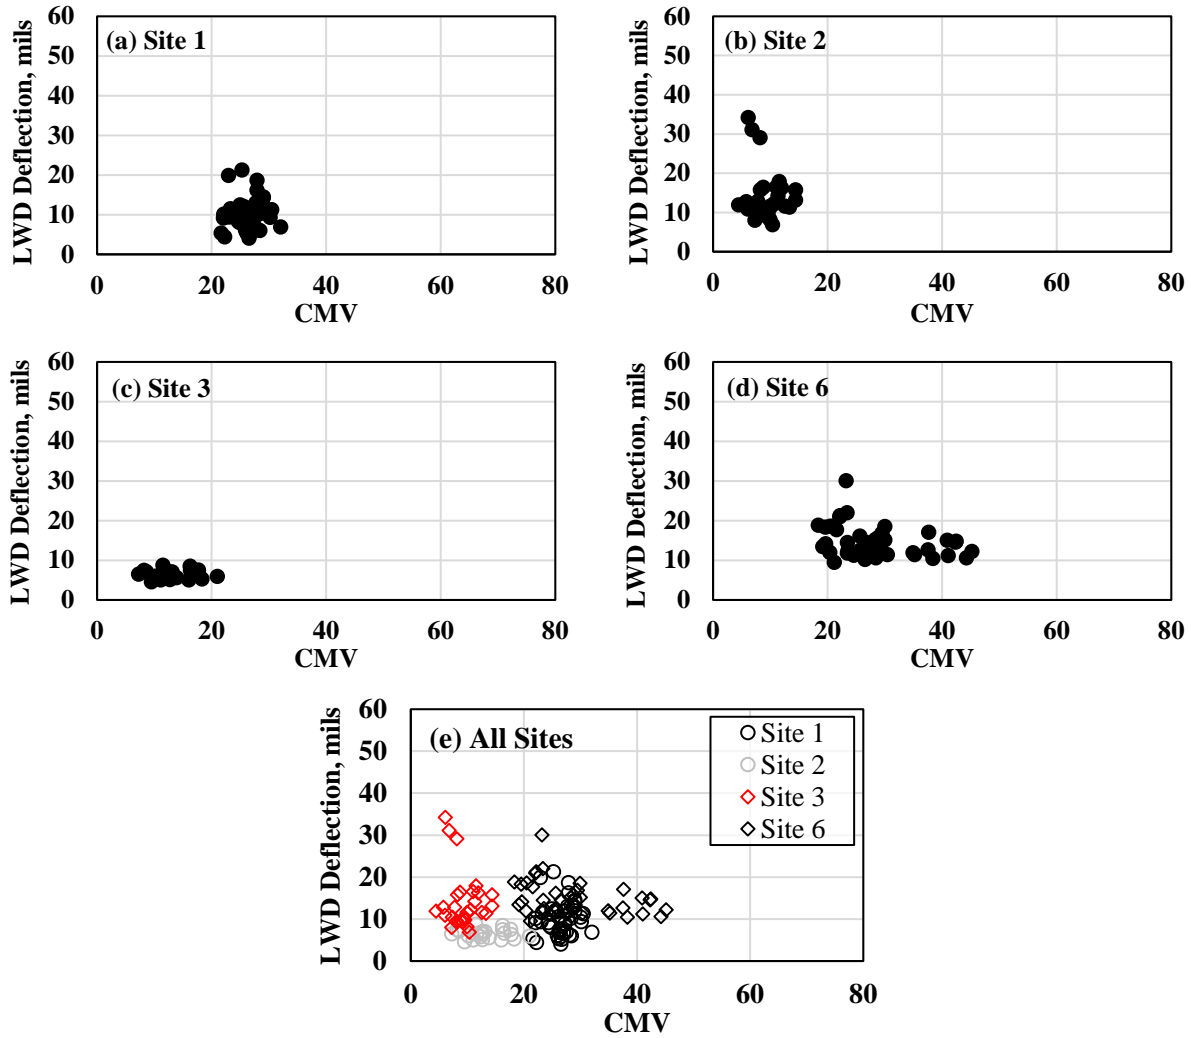 (a) Site 1
LWD Deflection, mils
60
50
40
30
20
10
0
0 20 40 60 80
CMV
(b) Site 2
LWD Deflection, mils
60
50
40
30
20
10
0
0 20 40 60 80
CMV
(c) Site 3
LWD Deflection, mils
60
50
40
30
20
10
0
0 20 40 60 80
CMV
(d) Site 6
LWD Deflection, mils
60
50
40
30
20
10
0
0 20 40 60 80
CMV
(e) All Sites
LWD Deflection, mils
60
50
40
30
20
10
0
0 20 40 60 80
CMV
Site 1
Site 2
Site 3
Site 6